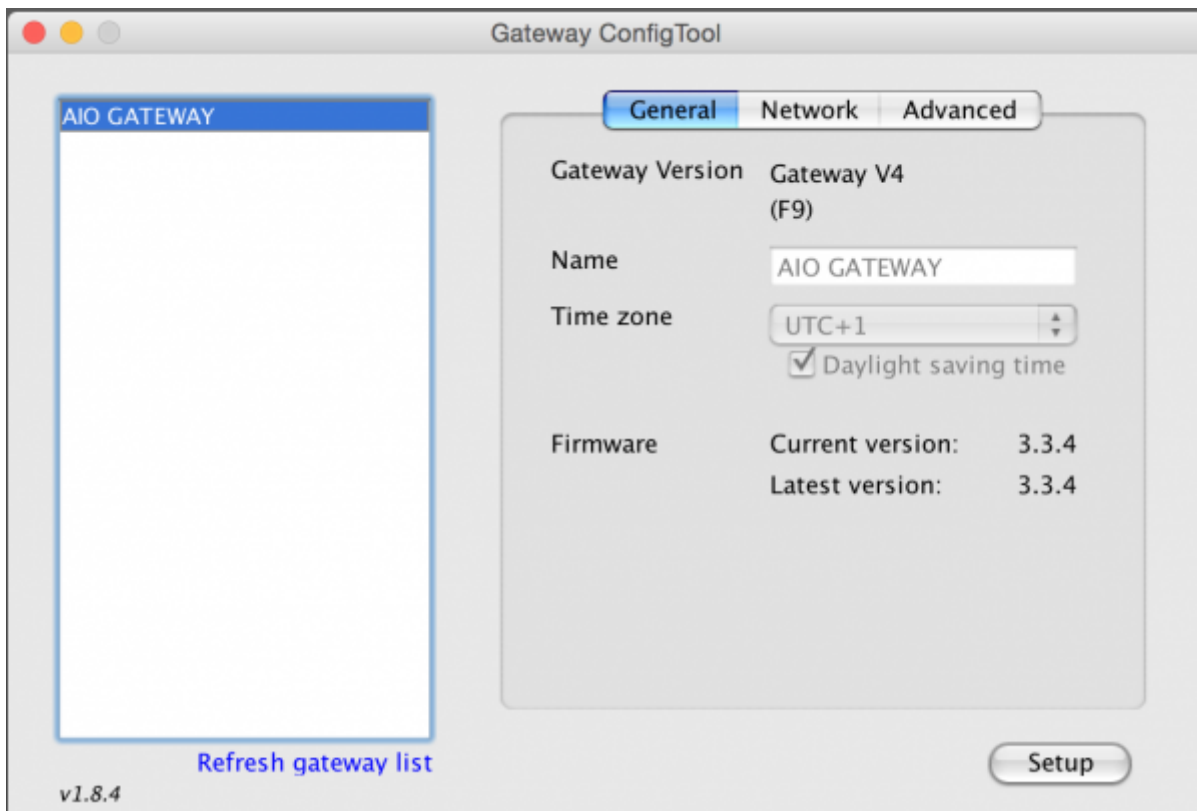 Gateway ConfigTool
AIO GATEWAY
Refresh gateway list
v1.8.4
General Network Advanced
Gateway Version Gateway V4
(F9)
Name AIO GATEWAY
Time zone UTC+1
Daylight saving time
Firmware Current version: 3.3.4
Latest version: 3.3.4
Setup